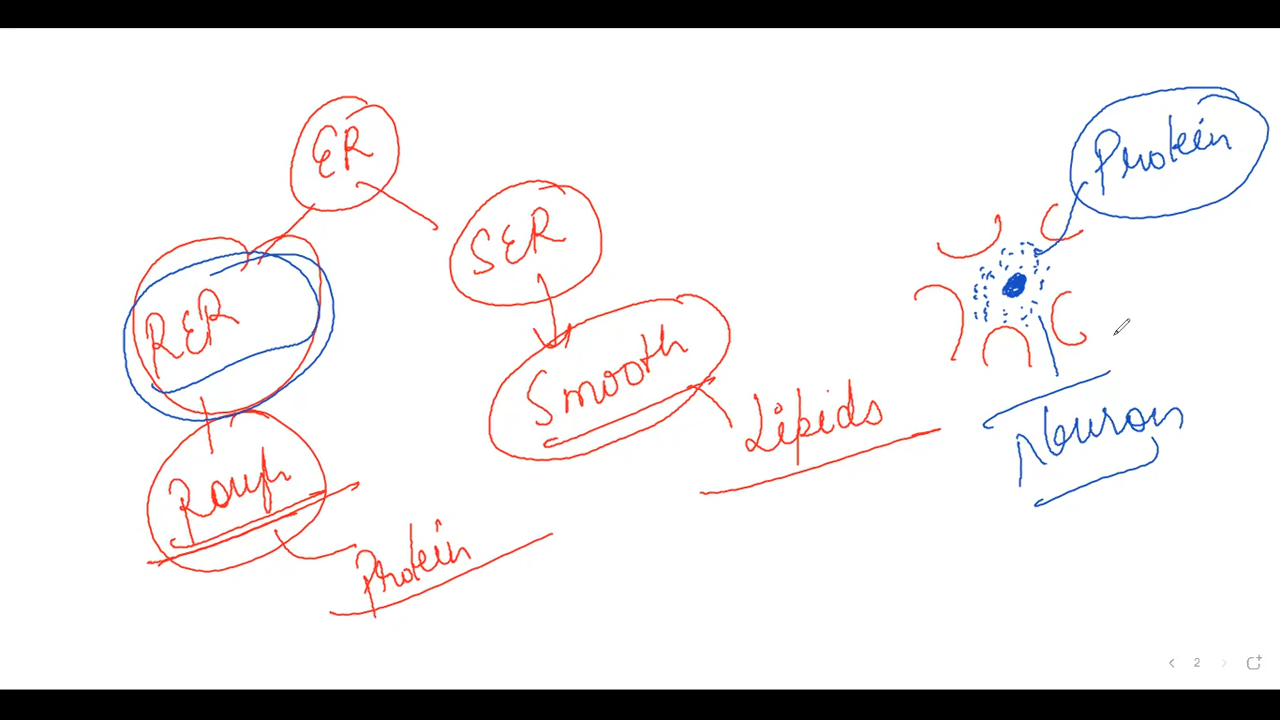 ER
SER
RER
Smooth
Lipids
Rough
Protein
Protein
Neuron
2